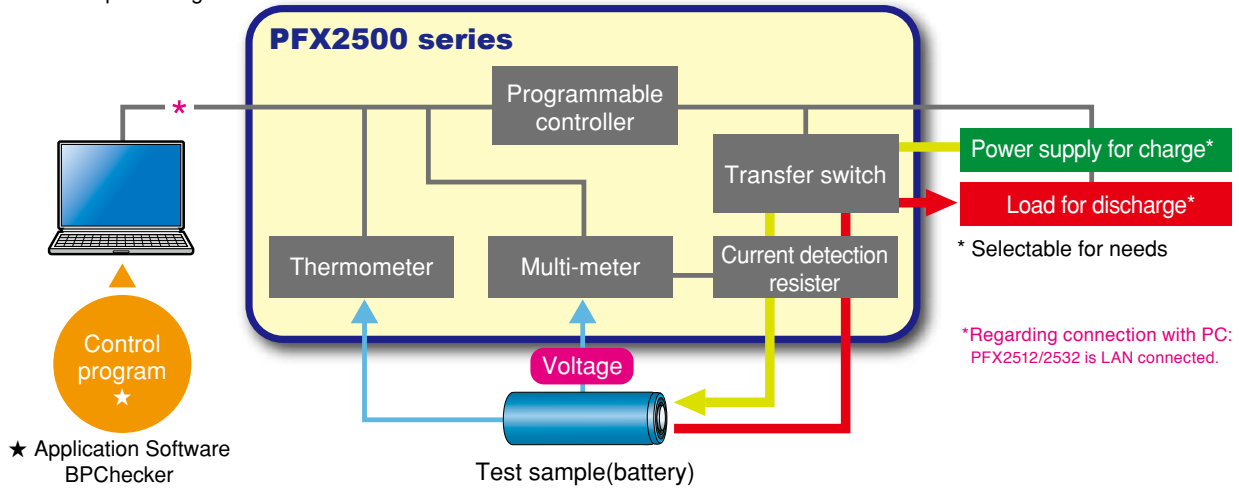 PFX2500 series
Programmable
controller
*
Power supply for charge*
Transfer switch
Load for discharge*
* Selectable for needs
Thermometer
Multi-meter
Current detection
resister
*Regarding connection with PC:
PFX2512/2532 is LAN connected.
Control
program
★
Voltage
★ Application Software
BPChecker
Test sample(battery)